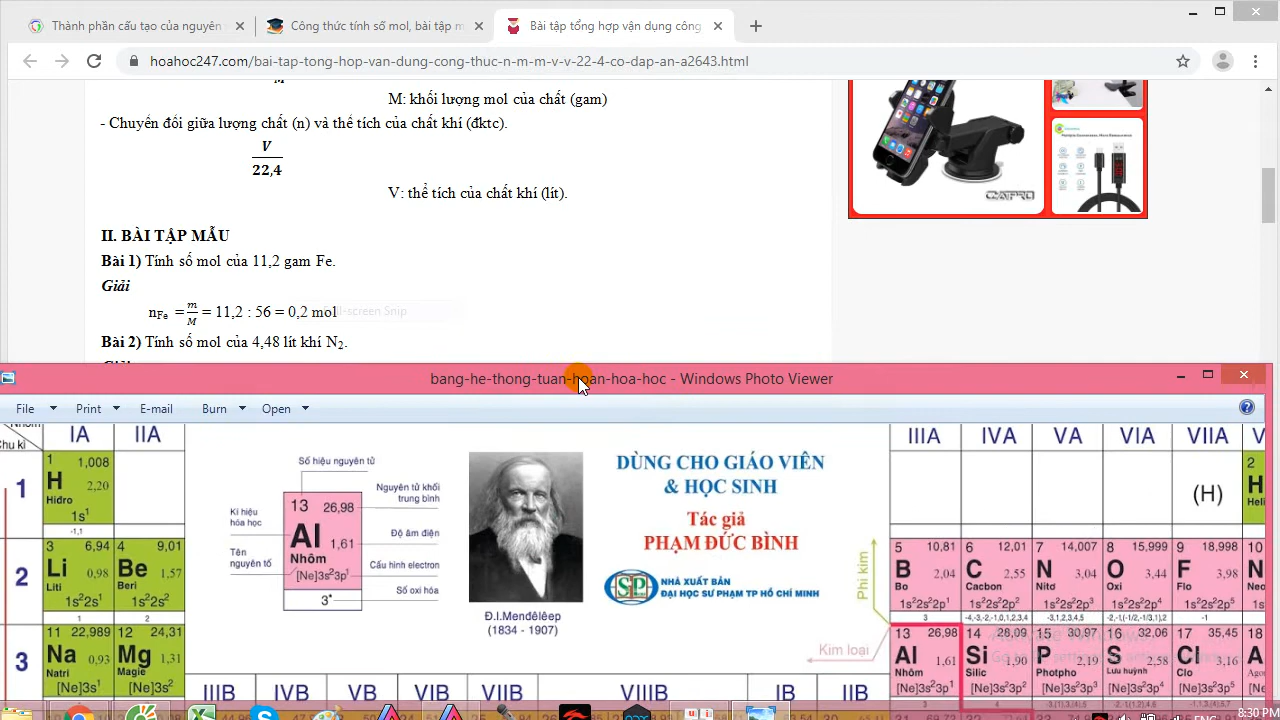 Thành phần cấu tạo của nguyên
Công thức tính số mol, bài tập m
Bài tập tổng hợp vận dụng công
hoahoc247.com/bai-tap-tong-hop-van-dung-cong-thuc-n-m-m-v-v-22-4-co-dap-an-a2643.html
M
M: khối lượng mol của chất (gam)
- Chuyển đổi giữa lượng chất (n) và thể tích của chất khí (đktc).
V
22,4
V: thể tích của chất khí (lít).
II. BÀI TẬP MẪU
Bài 1) Tính số mol của 11,2 gam Fe.
Giải
nFe = m/M = 11,2 : 56 = 0,2 mol
Bài 2) Tính số mol của 4,48 lít khí N2.
bang-he-thong-tuan-hoan-hoa-hoc - Windows Photo Viewer
File Print E-mail Burn Open
Nhóm
Chu kì
IA IIA IIIA IVA VA VIA VIIA
1
1 1,008
H 2,20
Hiđro
1s1
-1,1
Số hiệu nguyên tử
Nguyên tử khối
trung bình
Kí hiệu
hóa học
13 26,98
Al 1,61
Nhôm
[Ne]3s²3p¹
3*
Độ âm điện
Tên
nguyên tố
Cấu hình electron
Số oxi hóa
Đ.I.Menđêlêep
(1834 - 1907)
DÙNG CHO GIÁO VIÊN
& HỌC SINH
Tác giả
PHẠM ĐỨC BÌNH
NHÀ XUẤT BẢN
ĐẠI HỌC SƯ PHẠM TP HỒ CHÍ MINH
Phi kim
Kim loại
(H)
2
H
Heli
2
3 6,94 4 9,01
Li 0,98 Be 1,57
Liti Beri
1s²2s¹ 1s²2s²
1 2
5 10,81 6 12,01 7 14,007 8 15,999 9 18,998 10
B 2,04 C 2,55 N 3,04 O 3,44 F 3,98 N
Bo Cacbon Nitơ Oxi Flo Neo
1s²2s²2p¹
3
3
11 22,989 12 24,31
Na 0,93 Mg 1,31
Natri Magie
[Ne]3s¹ [Ne]3s²
13 26,98 14 28,09 15 30,97 16 32,06 17 35,45 18
Al 1,61 Si 1,90 P 2,19 S 2,58 Cl 3,16 A
Nhôm Silic Photpho Lưu huỳnh Clo
[Ne]3s²3p¹ [Ne]3s²3p² [Ne]3s²3p³
IIIB IVB VB VIB VIIB VIIIB IB IIB
8:30 PM